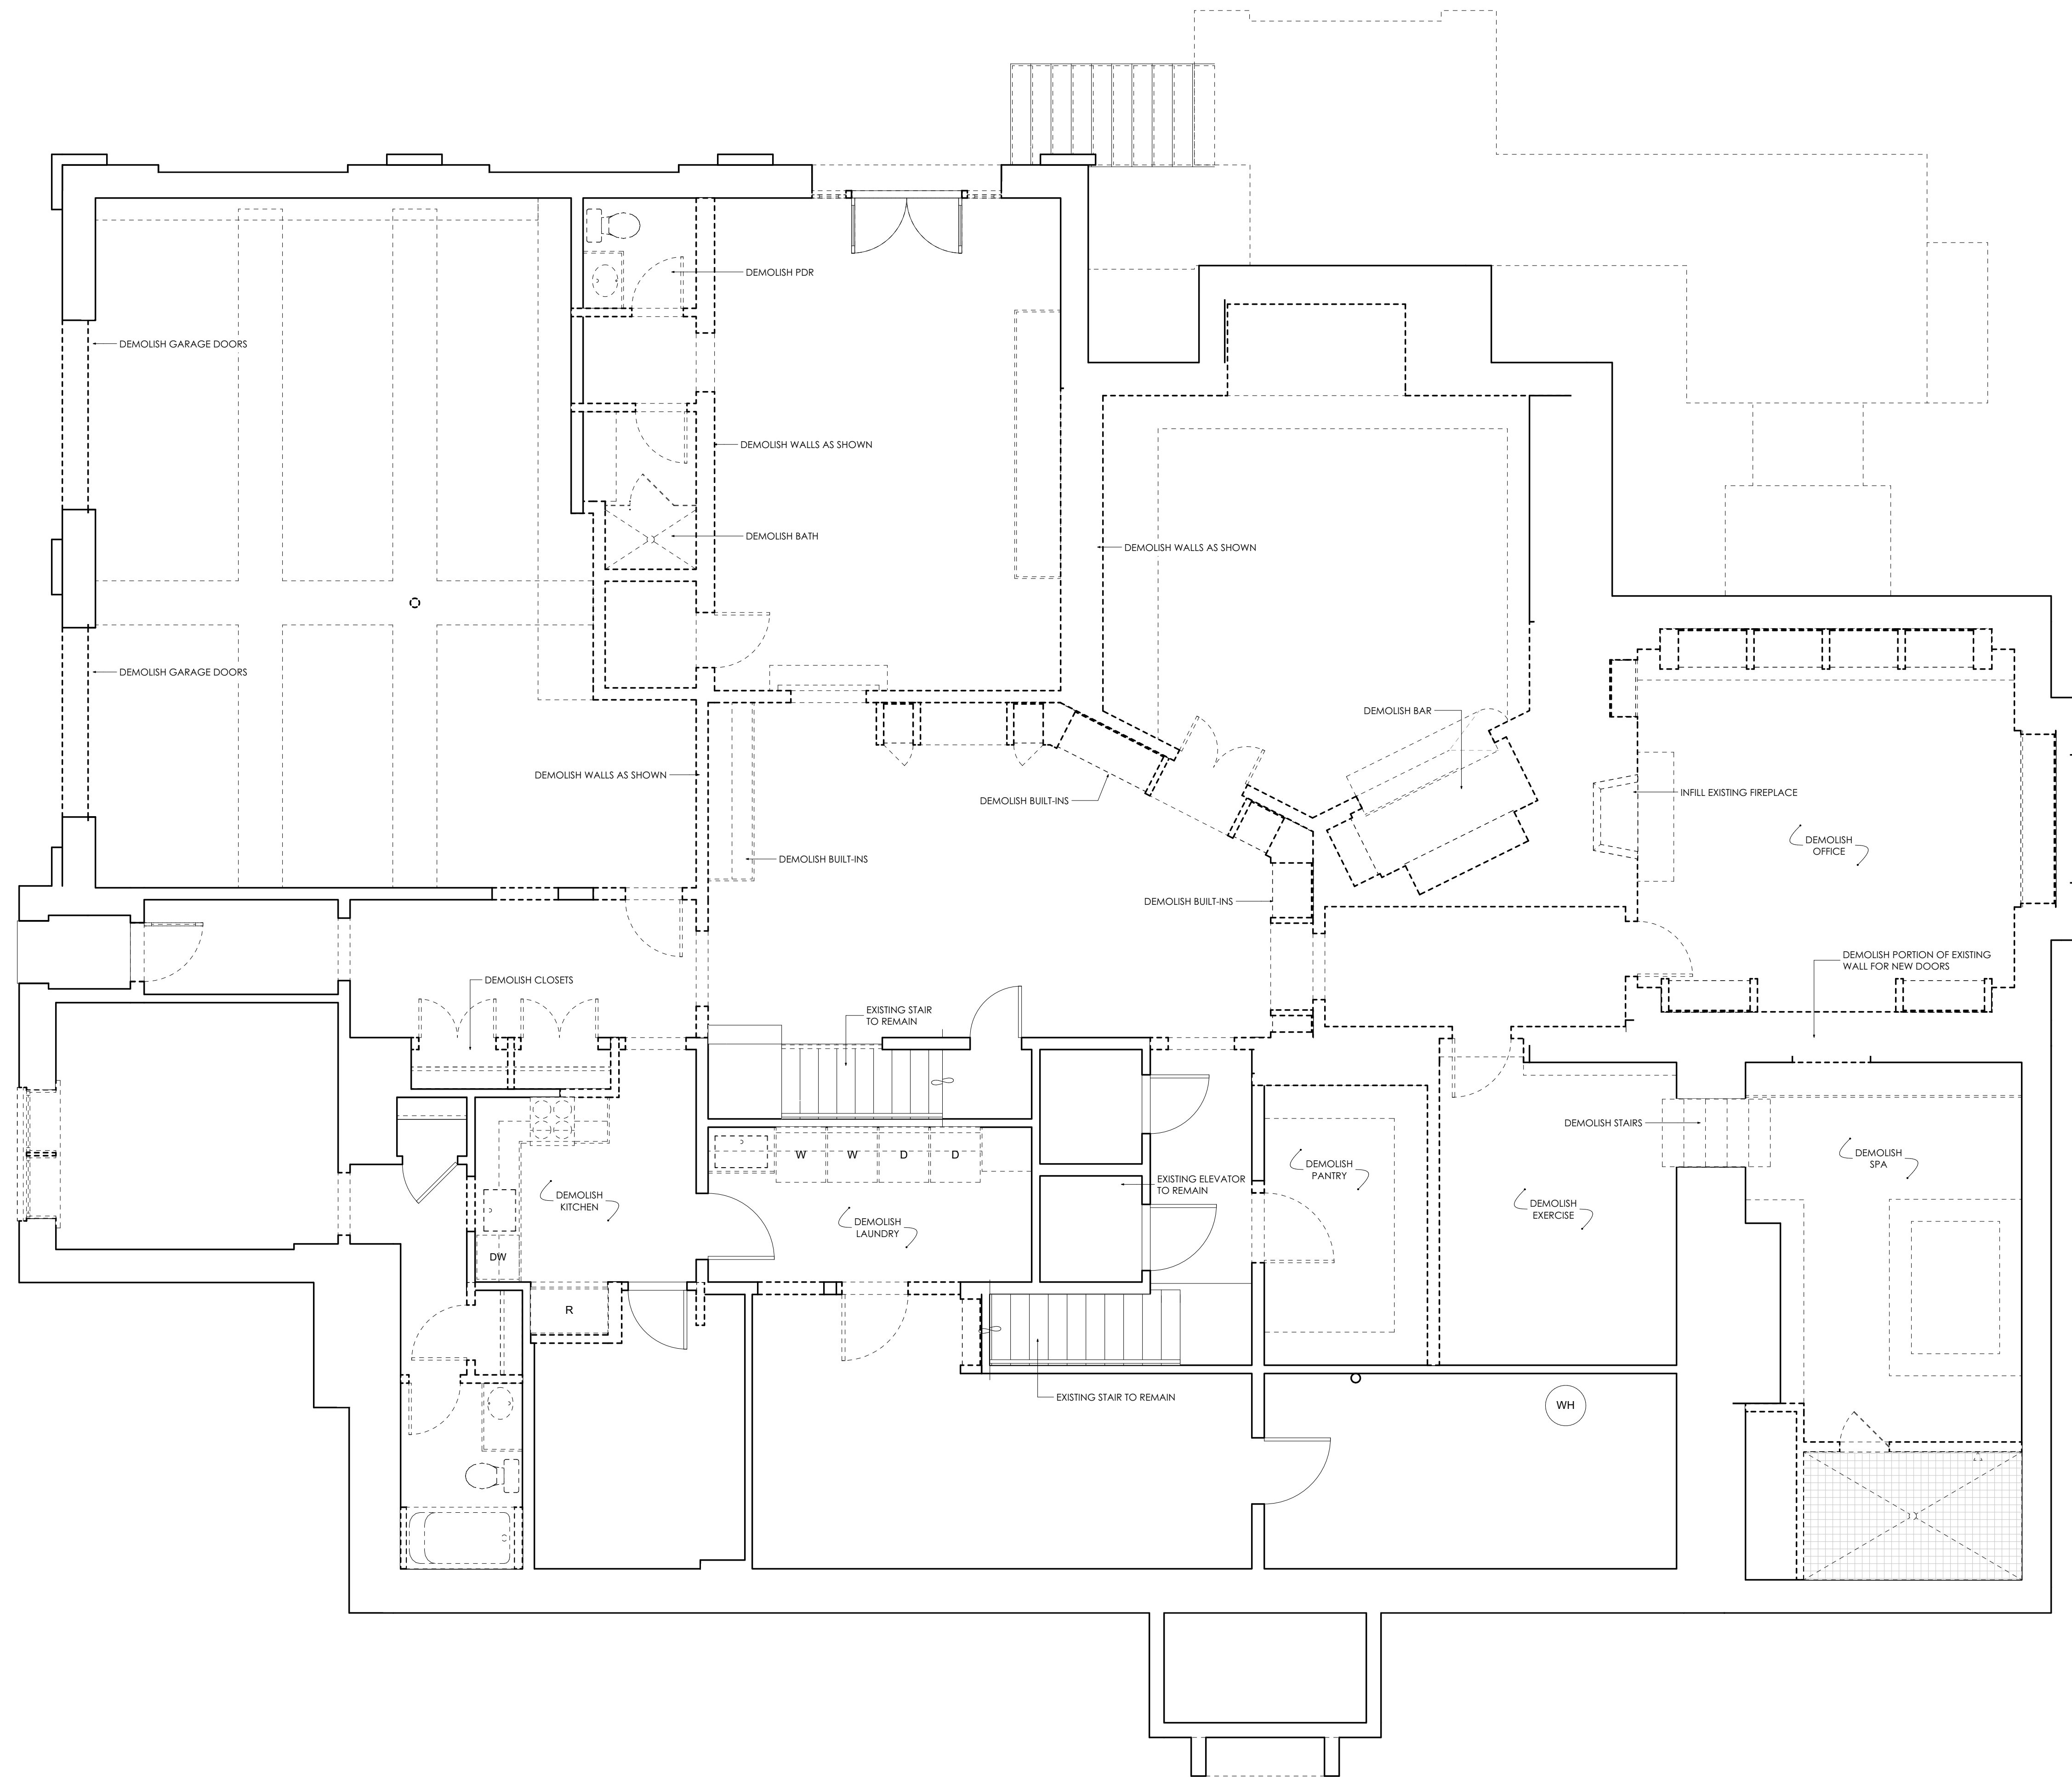 DEMOLISH PDR
DEMOLISH GARAGE DOORS
DEMOLISH WALLS AS SHOWN
DEMOLISH BATH
DEMOLISH WALLS AS SHOWN
DEMOLISH GARAGE DOORS
DEMOLISH BAR
DEMOLISH WALLS AS SHOWN
DEMOLISH BUILT-INS
INFILL EXISTING FIREPLACE
DEMOLISH
OFFICE
DEMOLISH BUILT-INS
DEMOLISH BUILT-INS
DEMOLISH PORTION OF EXISTING
WALL FOR NEW DOORS
DEMOLISH CLOSETS
EXISTING STAIR
TO REMAIN
DEMOLISH STAIRS
W
W
D
D
DEMOLISH
SPA
DEMOLISH
PANTRY
EXISTING ELEVATOR
TO REMAIN
DEMOLISH
KITCHEN
DEMOLISH
EXERCISE
DEMOLISH
LAUNDRY
DW
R
EXISTING STAIR TO REMAIN
WH